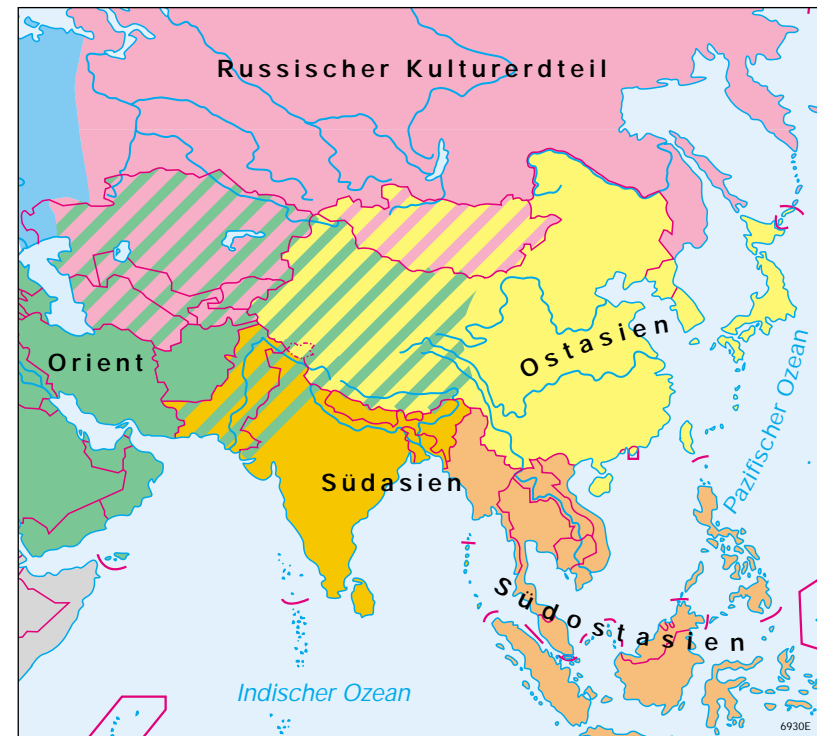 Russischer Kulturerdteil
Orient
Ostasien
Pazifischer Ozean
Südasien
Südostasien
Indischer Ozean
6930E